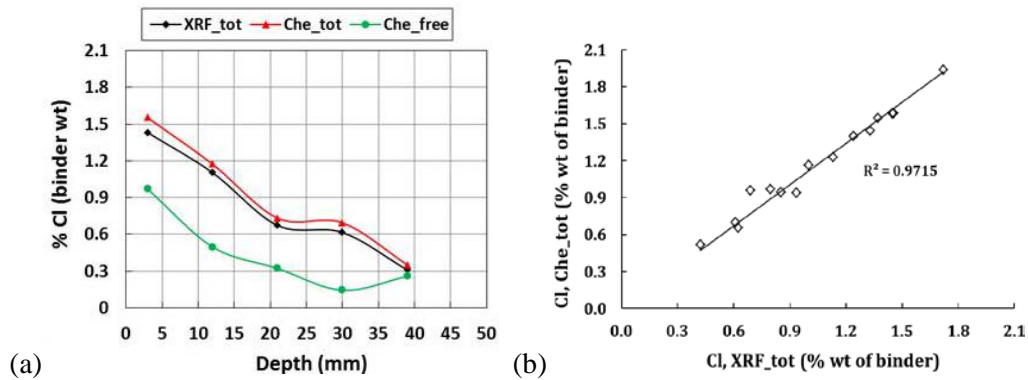 XRF_tot Che_tot Che_free
2.1
1.8
1.5
1.2
0.9
0.6
0.3
0
% Cl (binder wt)
0 5 10 15 20 25 30 35 40 45 50
Depth (mm)
(a)
2.1
1.8
1.5
1.2
0.9
0.6
0.3
0.0
Cl, Che_tot (% wt of binder)
R² = 0.9715
0.0 0.3 0.6 0.9 1.2 1.5 1.8 2.1
Cl, XRF_tot (% wt of binder)
(b)